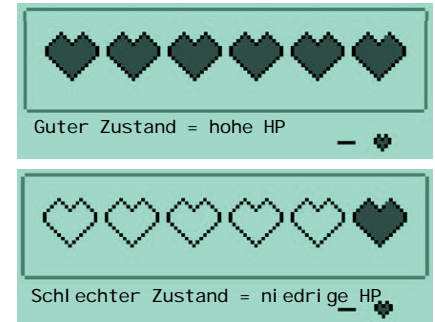 Guter Zustand = hohe HP
Schlechter Zustand = niedrige HP